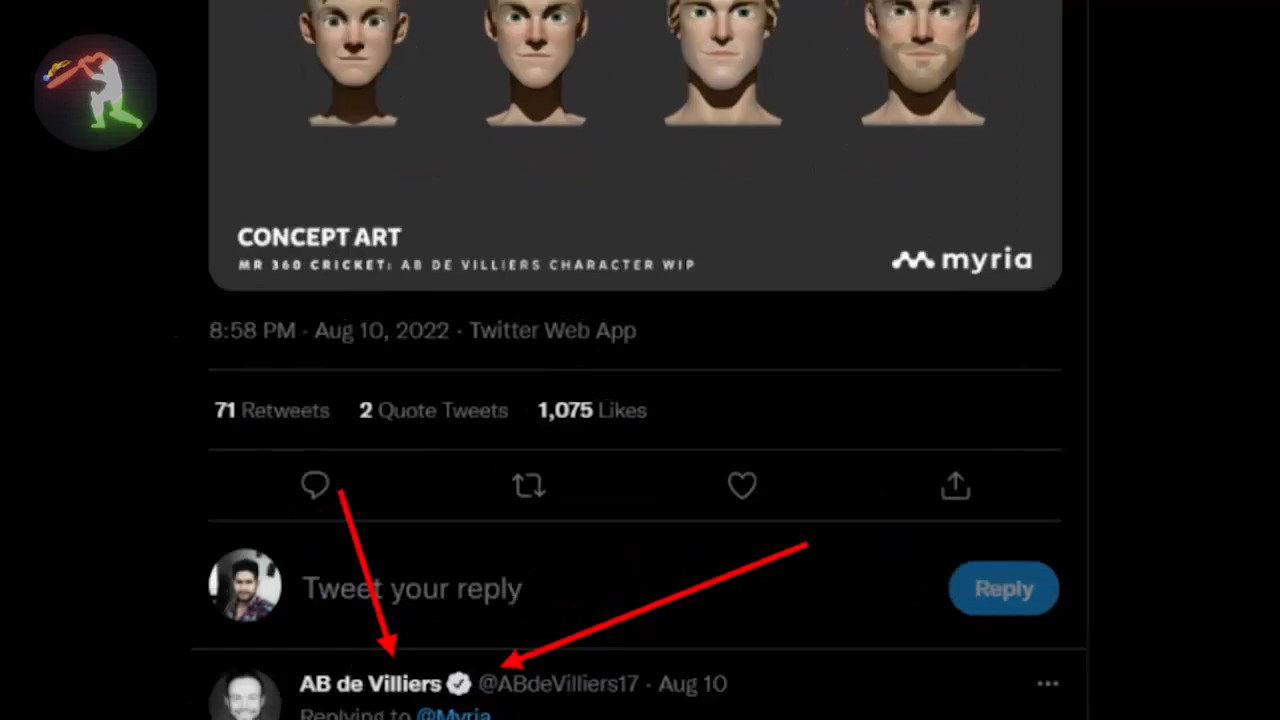 CONCEPT ART
MR 360 CRICKET: AB DE VILLIERS CHARACTER WIP
myria
8:58 PM · Aug 10, 2022 · Twitter Web App
71 Retweets 2 Quote Tweets 1,075 Likes
Tweet your reply
Reply
AB de Villiers @ABdeVilliers17 · Aug 10
Replying to @Myria